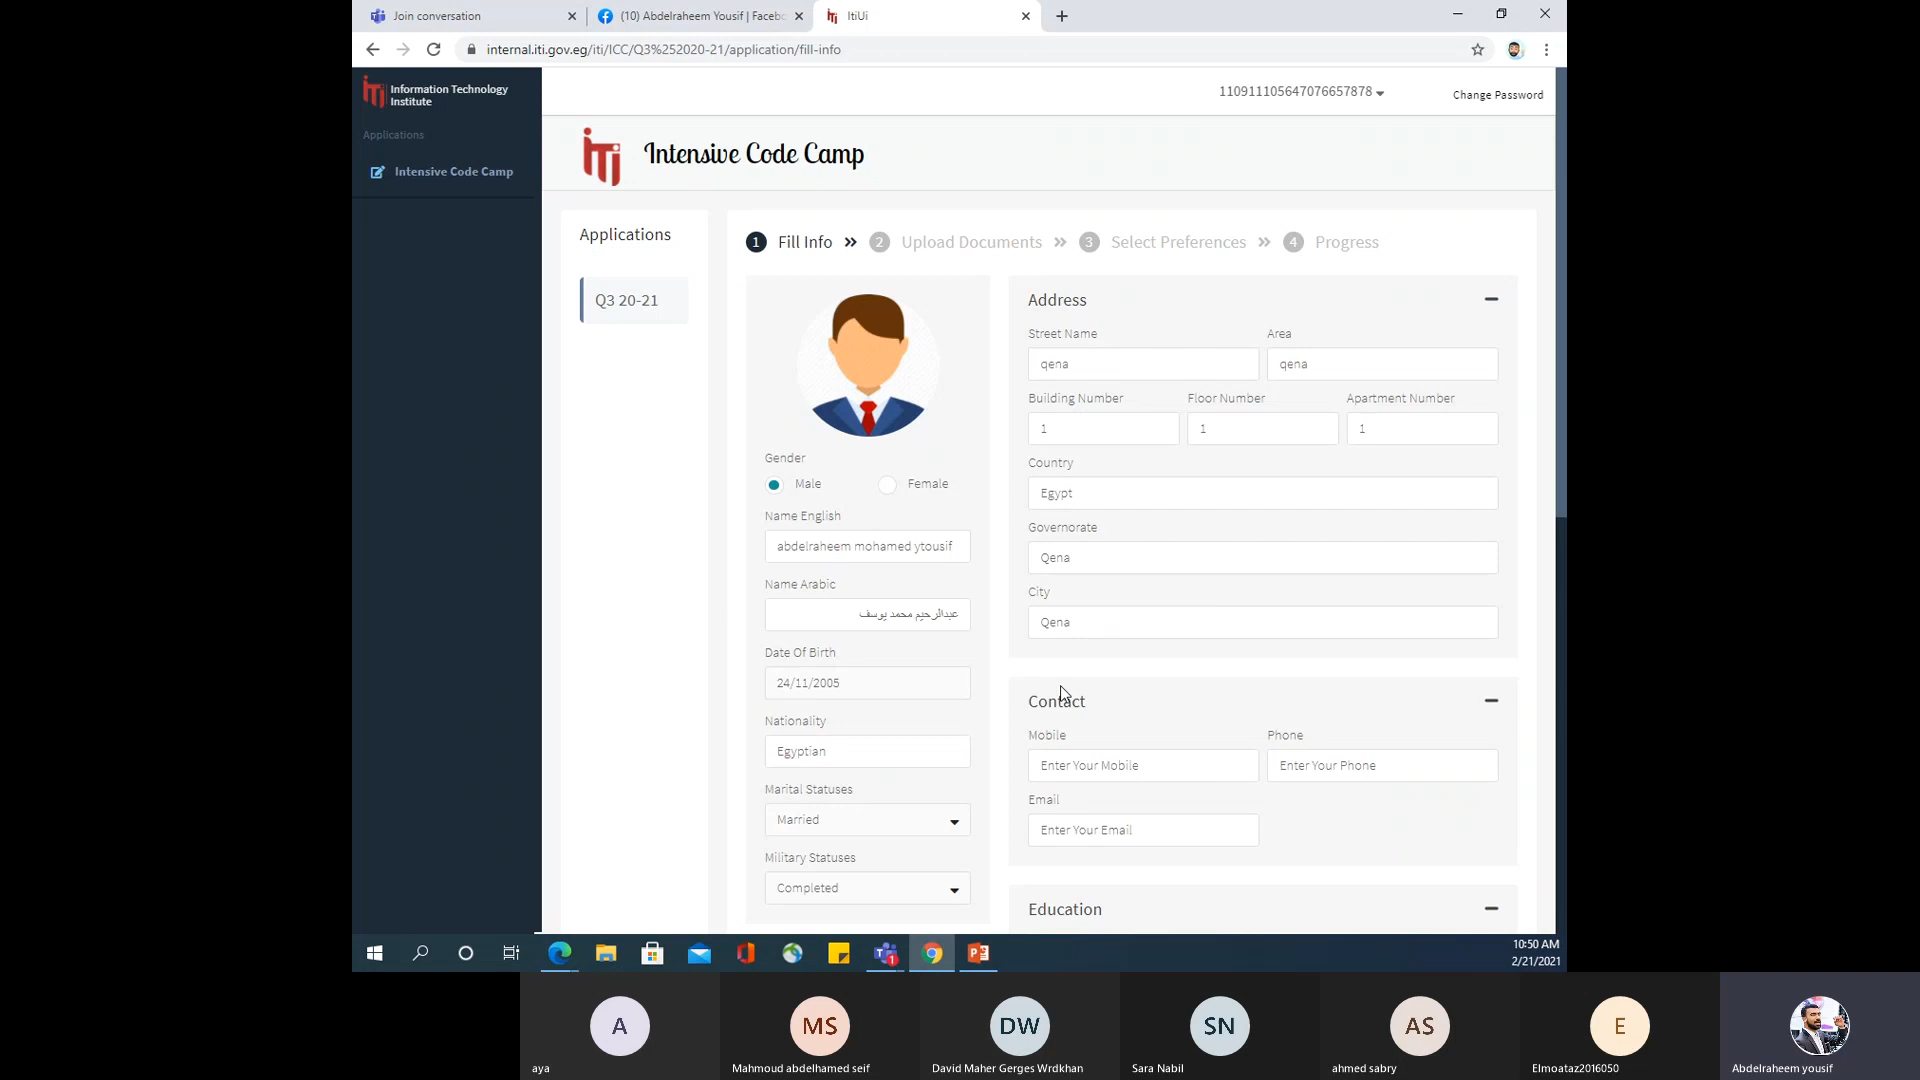 Join conversation
(10) Abdelraheem Yousif | Facebo
ItiUi
internal.iti.gov.eg/iti/ICC/Q3%252020-21/application/fill-info
Information Technology
Institute
110911105647076657878
Change Password
Applications
Intensive Code Camp
iTi
Intensive Code Camp
Applications
Q3 20-21
1 Fill Info » 2 Upload Documents » 3 Select Preferences » 4 Progress
Gender
Male Female
Name English
abdelraheem mohamed ytousif
Name Arabic
عبدالرحيم محمد يوسف
Date Of Birth
24/11/2005
Nationality
Egyptian
Marital Statuses
Married
Military Statuses
Completed
Address
Street Name Area
qena qena
Building Number Floor Number Apartment Number
1 1 1
Country
Egypt
Governorate
Qena
City
Qena
Contact
Mobile Phone
Enter Your Mobile Enter Your Phone
Email
Enter Your Email
Education
10:50 AM
2/21/2021
A MS DW SN AS E
aya Mahmoud abdelhamed seif David Maher Gerges Wrdkhan Sara Nabil ahmed sabry Elmoataz2016050 Abdelraheem yousif